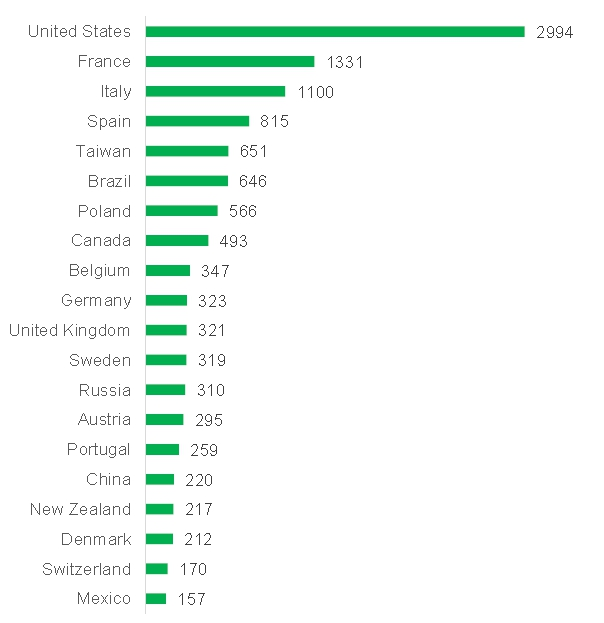 United States 2994
France 1331
Italy 1100
Spain 815
Taiwan 651
Brazil 646
Poland 566
Canada 493
Belgium 347
Germany 323
United Kingdom 321
Sweden 319
Russia 310
Austria 295
Portugal 259
China 220
New Zealand 217
Denmark 212
Switzerland 170
Mexico 157